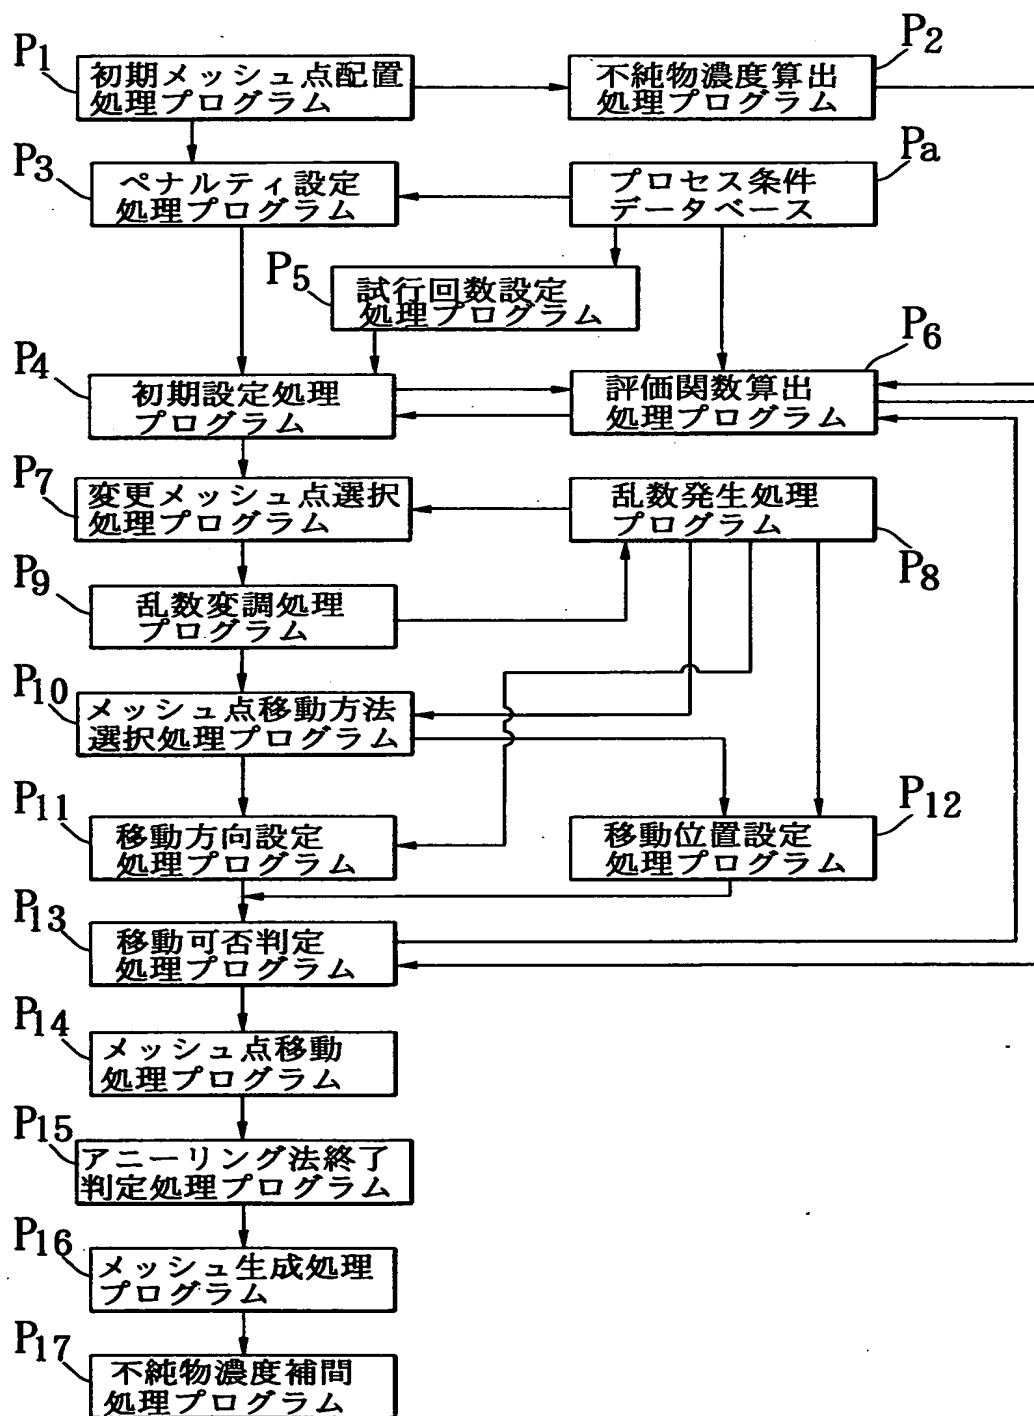 P1
初期メッシュ点配置
処理プログラム
P2
不純物濃度算出
処理プログラム
P3
ペナルティ設定
処理プログラム
Pa
プロセス条件
データベース
P5
試行回数設定
処理プログラム
P4
初期設定処理
プログラム
P6
評価関数算出
処理プログラム
P7
変更メッシュ点選択
処理プログラム
乱数発生処理
プログラム
P8
P9
乱数変調処理
プログラム
P10
メッシュ点移動方法
選択処理プログラム
P11
移動方向設定
処理プログラム
P12
移動位置設定
処理プログラム
P13
移動可否判定
処理プログラム
P14
メッシュ点移動
処理プログラム
P15
アニーリング法終了
判定処理プログラム
P16
メッシュ生成処理
プログラム
P17
不純物濃度補間
処理プログラム